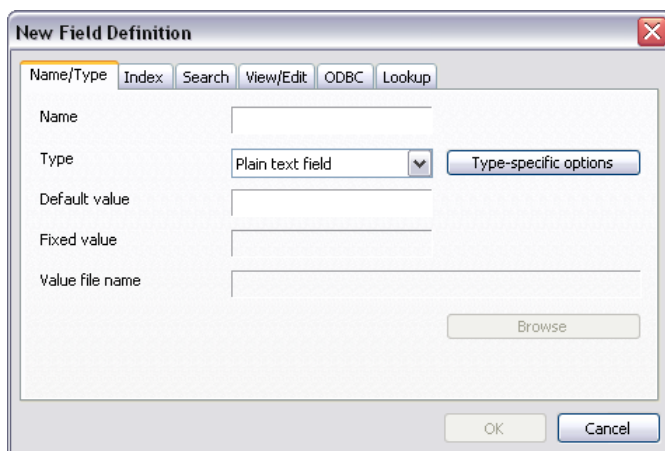 New Field Definition
Name/Type Index Search View/Edit ODBC Lookup
Name
Type Plain text field Type-specific options
Default value
Fixed value
Value file name
Browse
OK Cancel